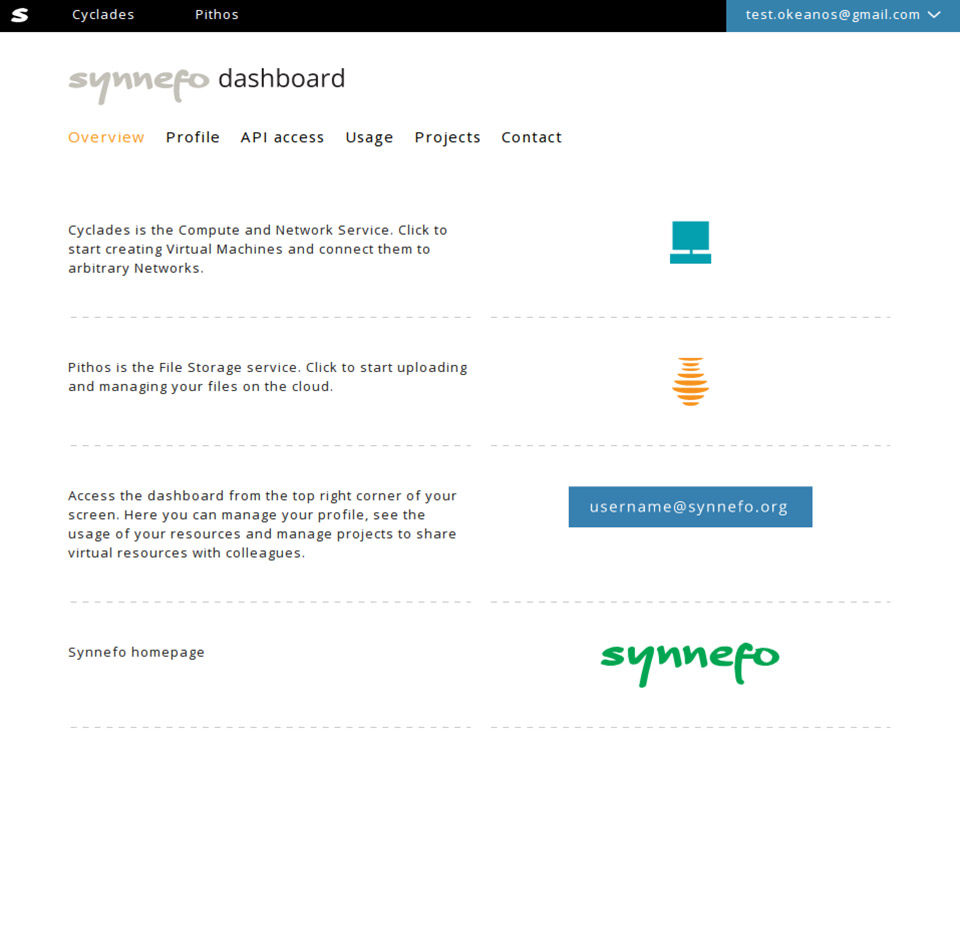 Cyclades Pithos test.okeanos@gmail.com
synnefo dashboard
Overview Profile API access Usage Projects Contact
Cyclades is the Compute and Network Service. Click to
start creating Virtual Machines and connect them to
arbitrary Networks.
Pithos is the File Storage service. Click to start uploading
and managing your files on the cloud.
Access the dashboard from the top right corner of your
screen. Here you can manage your profile, see the
usage of your resources and manage projects to share
virtual resources with colleagues.
username@synnefo.org
Synnefo homepage
synnefo